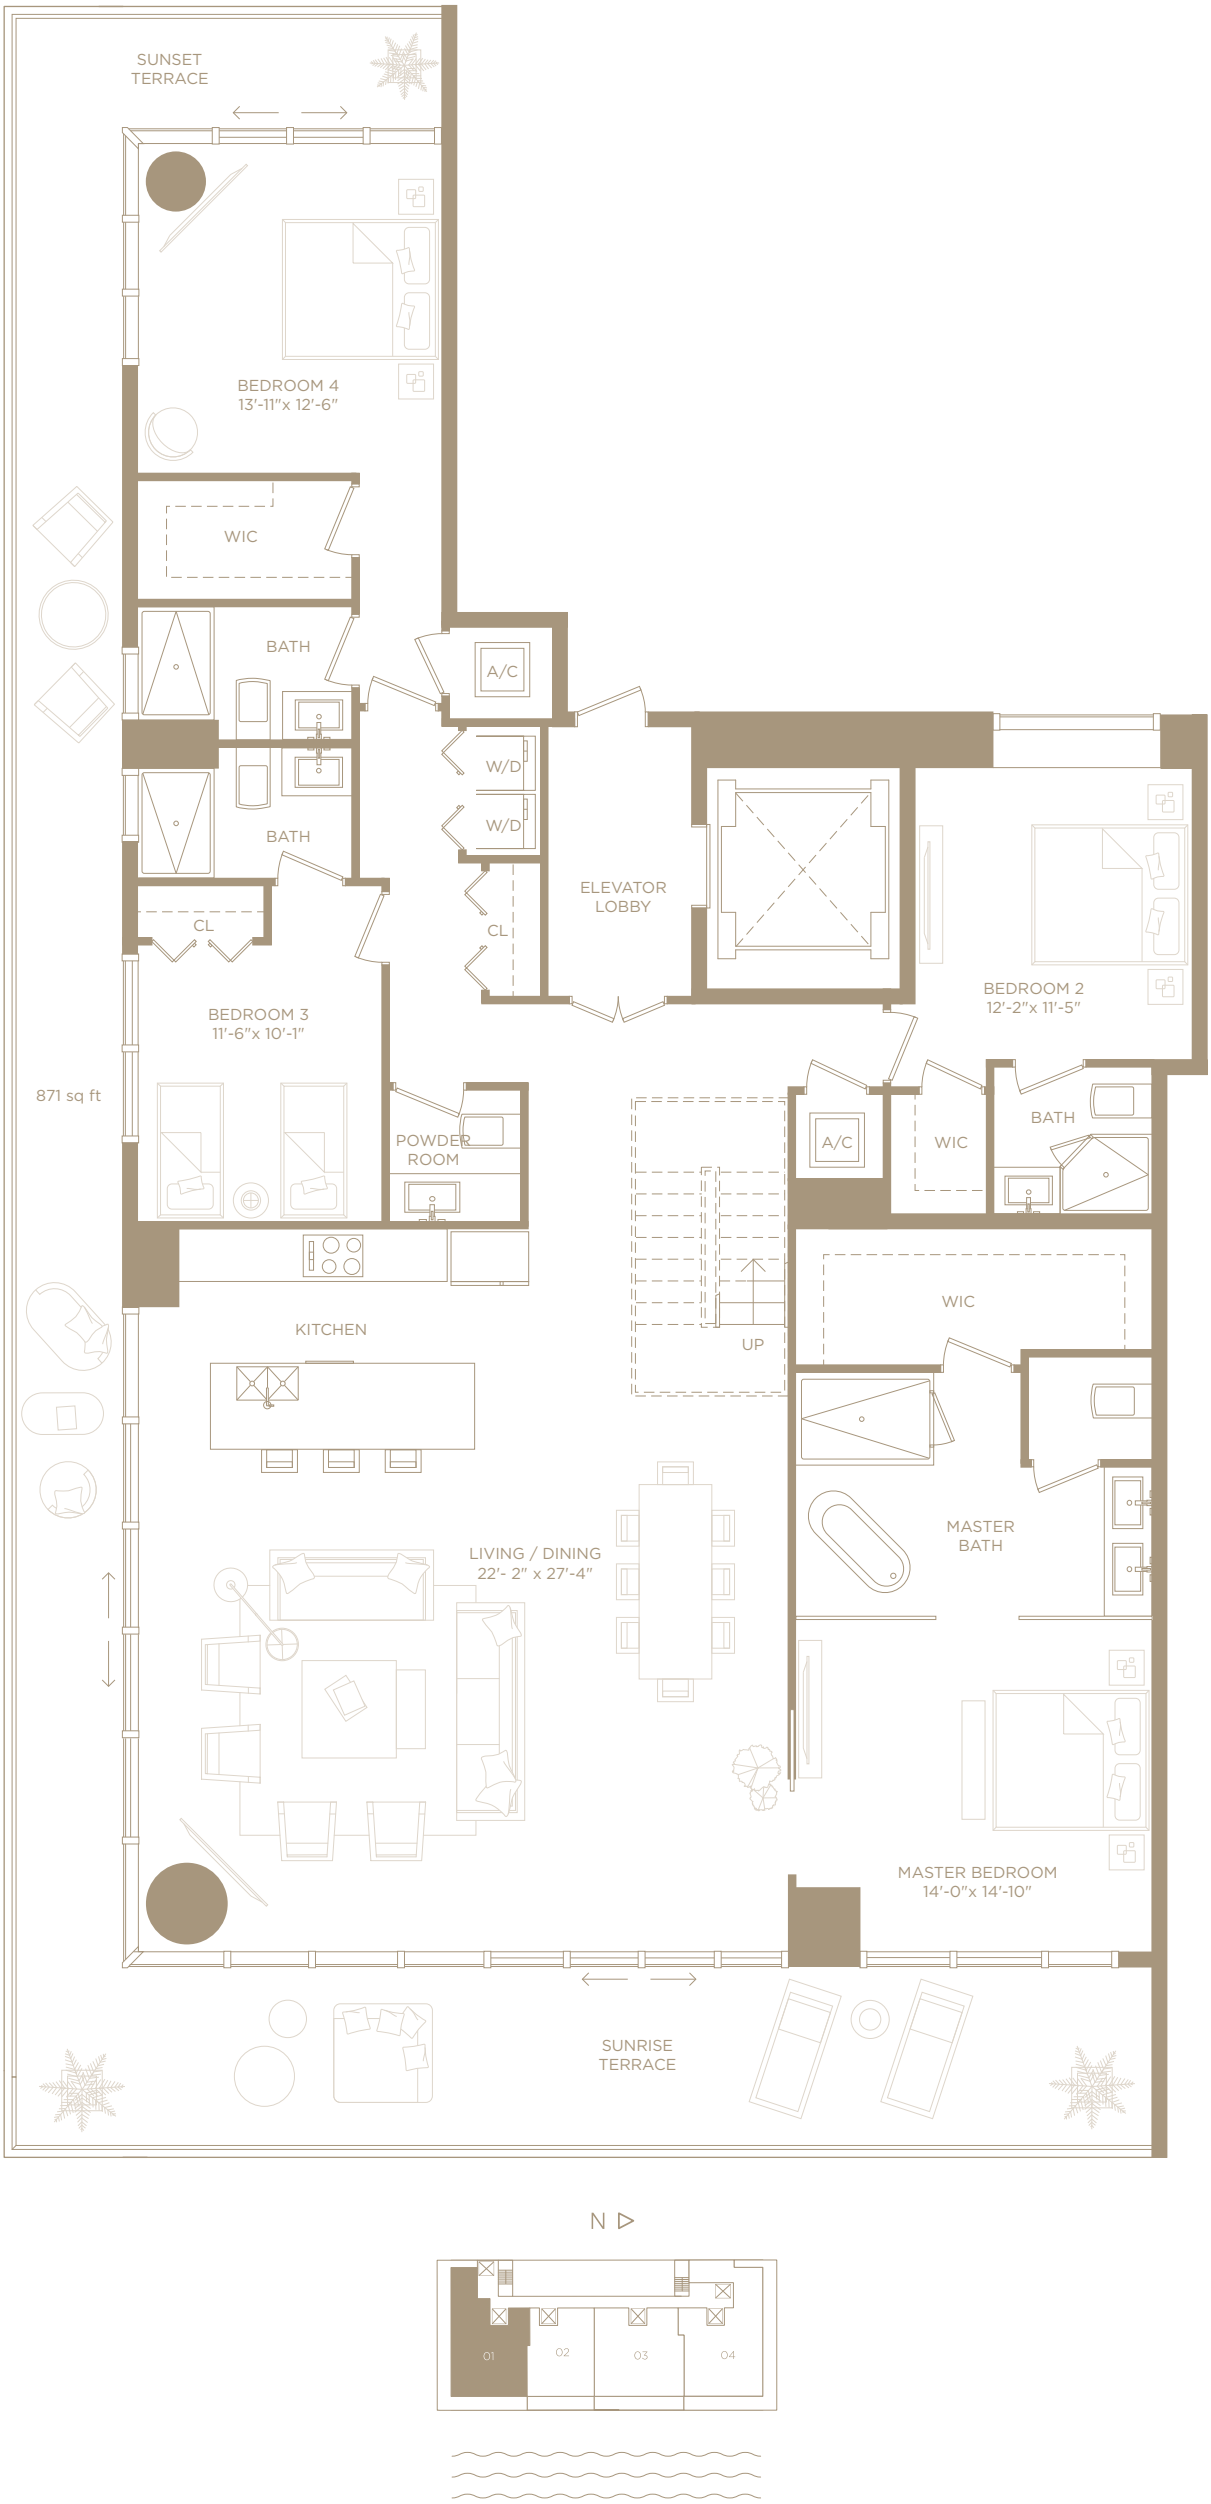 SUNSET
TERRACE
BEDROOM 4
13'-11"x 12'-6"
WIC
BATH
A/C
W/D
W/D
BATH
ELEVATOR
LOBBY
CL
CL
BEDROOM 2
12'-2"x 11'-5"
BEDROOM 3
11'-6"x 10'-1"
871 sq ft
POWDER
ROOM
A/C
WIC
BATH
WIC
KITCHEN
UP
LIVING / DINING
22'- 2" x 27'-4"
MASTER
BATH
MASTER BEDROOM
14'-0"x 14'-10"
SUNRISE
TERRACE
N
01
02
03
04